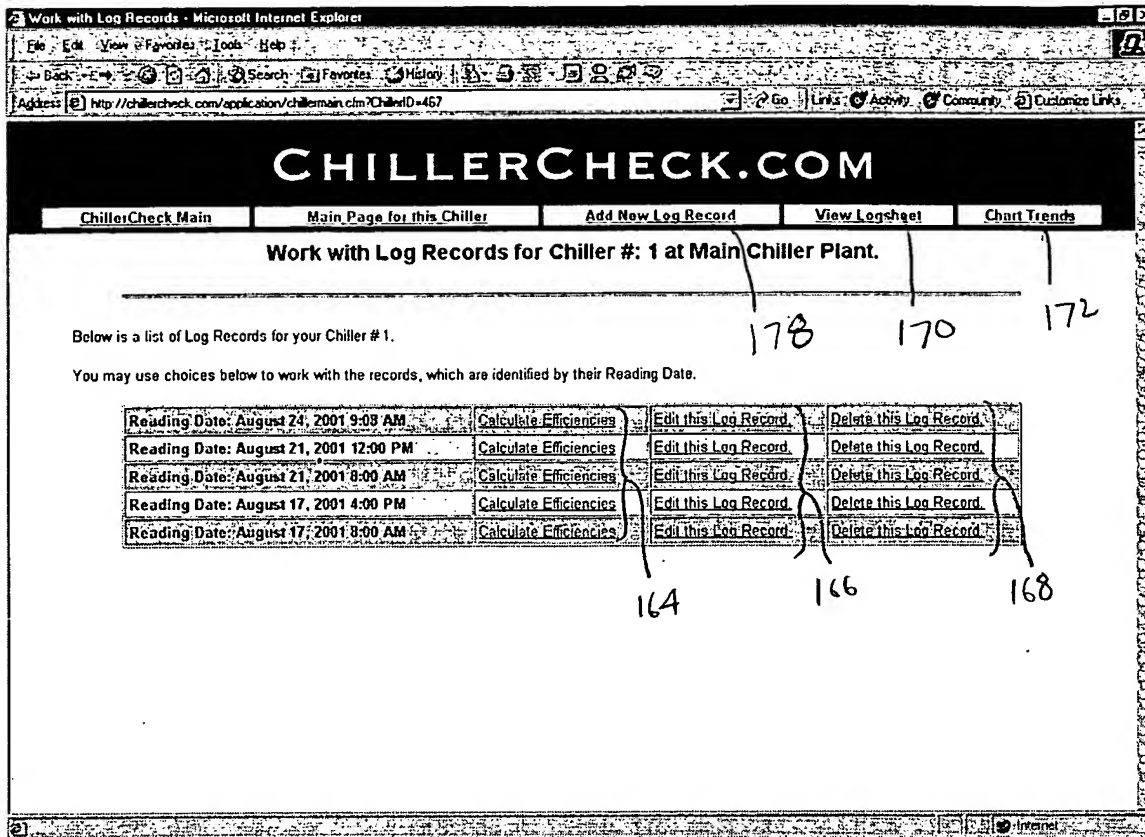 Work with Log Records - Microsoft Internet Explorer
File Edit View Favorites Tools Help
Back Search Favorites History
Address http://chillercheck.com/application/chillermain.cfm?ChillerID=467 Go Links Activity Community Customize Links
CHILLERCHECK.COM
ChillerCheck Main Main Page for this Chiller Add New Log Record View Logsheet Chart Trends
Work with Log Records for Chiller #: 1 at Main Chiller Plant.
178 170 172
Below is a list of Log Records for your Chiller # 1.
You may use choices below to work with the records, which are identified by their Reading Date.
Reading Date: August 24, 2001 9:08 AM Calculate Efficiencies Edit this Log Record. Delete this Log Record.
Reading Date: August 21, 2001 12:00 PM Calculate Efficiencies Edit this Log Record. Delete this Log Record.
Reading Date: August 21, 2001 8:00 AM Calculate Efficiencies Edit this Log Record. Delete this Log Record.
Reading Date: August 17, 2001 4:00 PM Calculate Efficiencies Edit this Log Record. Delete this Log Record.
Reading Date: August 17, 2001 8:00 AM Calculate Efficiencies Edit this Log Record. Delete this Log Record.
164 166 168
Internet